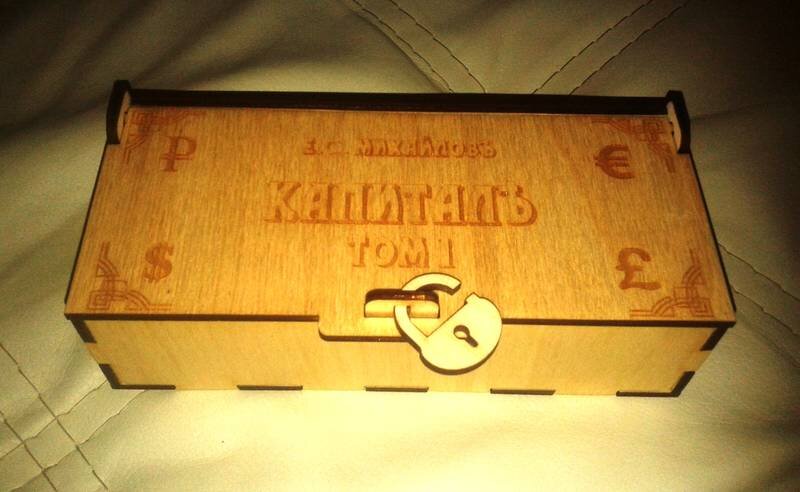 ₽ €
Е.С. МИХАЙЛОВЪ
КАПИТАЛЪ
ТОМ I
$ £